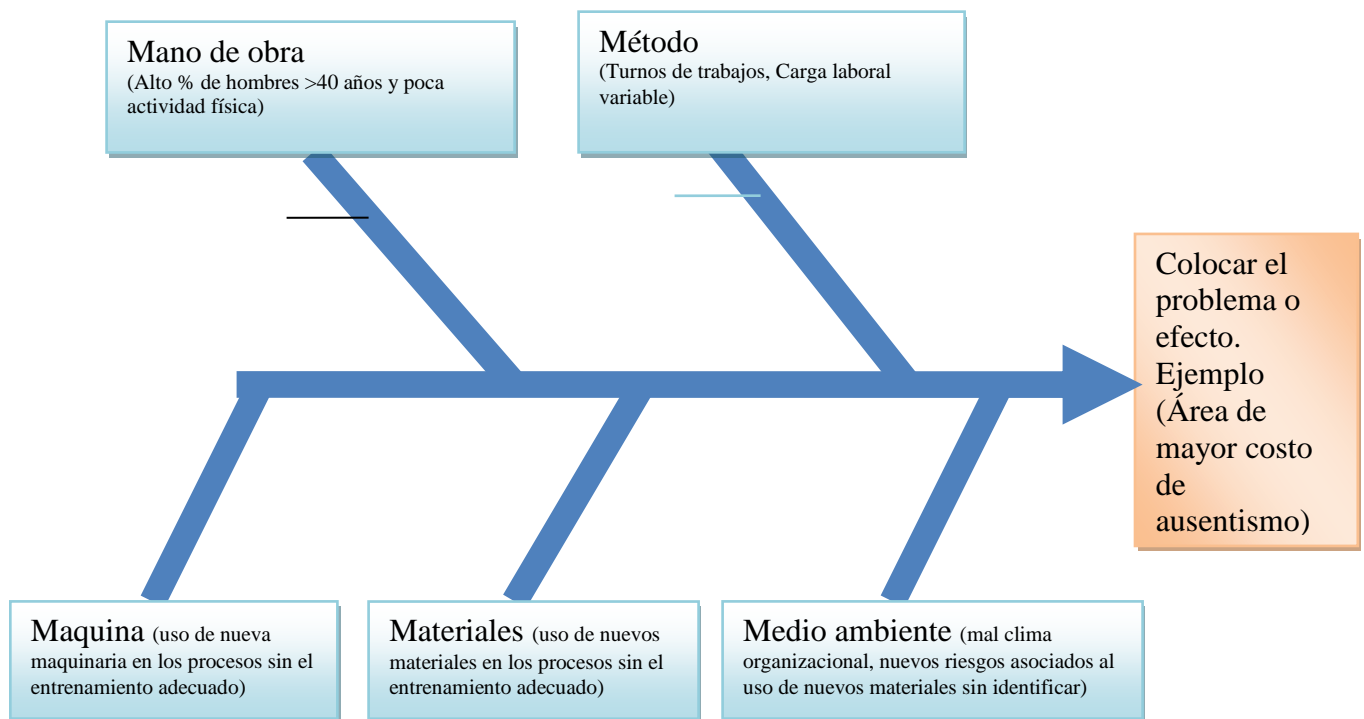 Mano de obra
(Alto % de hombres >40 años y poca
actividad física)
Método
(Turnos de trabajos, Carga laboral
variable)
Colocar el
problema o
efecto.
Ejemplo
(Área de
mayor costo
de
ausentismo)
Maquina (uso de nueva
maquinaria en los procesos sin el
entrenamiento adecuado)
Materiales (uso de nuevos
materiales en los procesos sin el
entrenamiento adecuado)
Medio ambiente (mal clima
organizacional, nuevos riesgos asociados al
uso de nuevos materiales sin identificar)